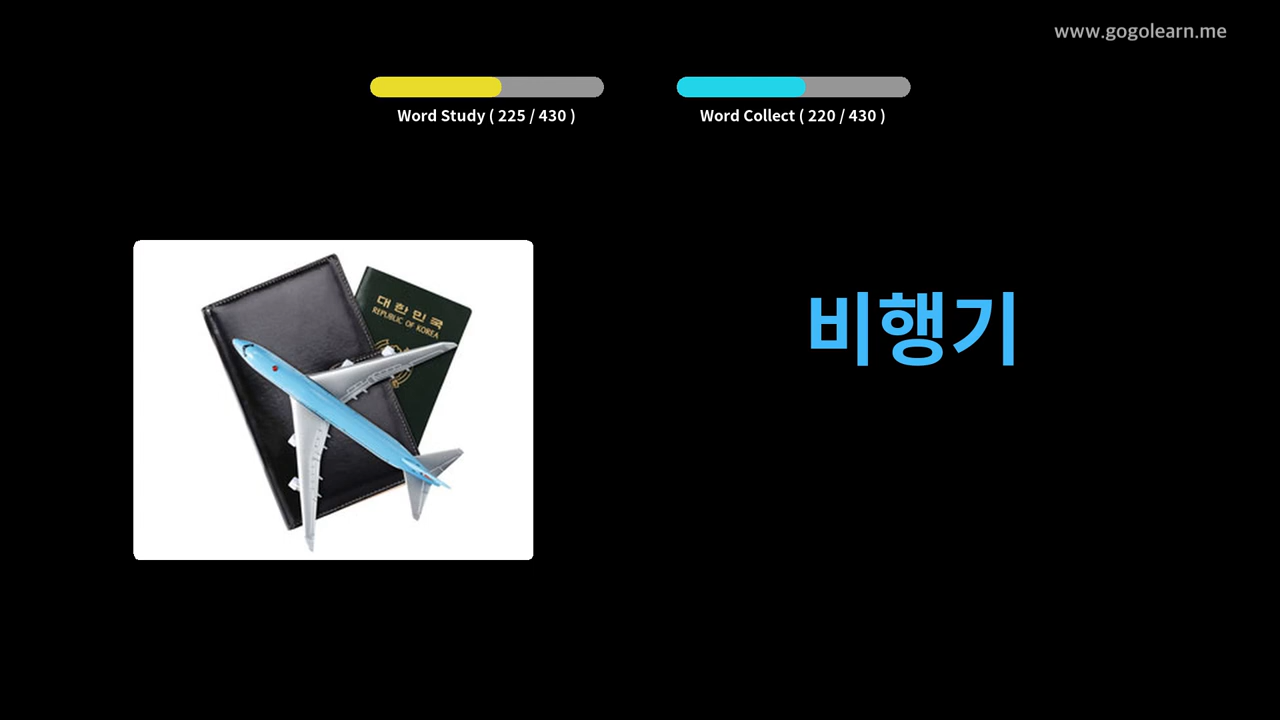 www.gogolearn.me
Word Study ( 225 / 430 )
Word Collect ( 220 / 430 )
대한민국
REPUBLIC OF KOREA
비행기